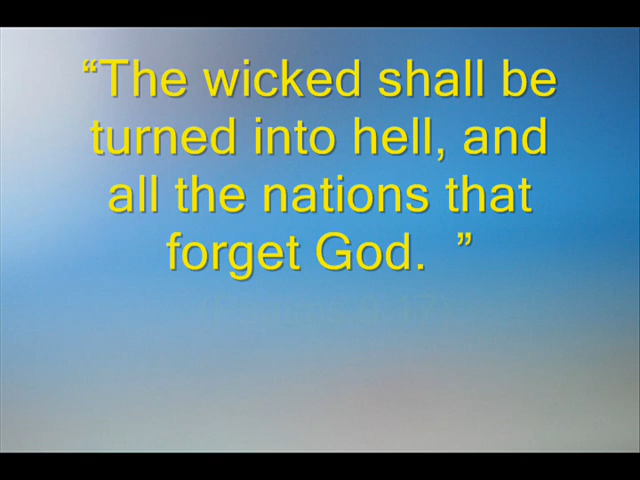 “The wicked shall be
turned into hell, and
all the nations that
forget God.  ”